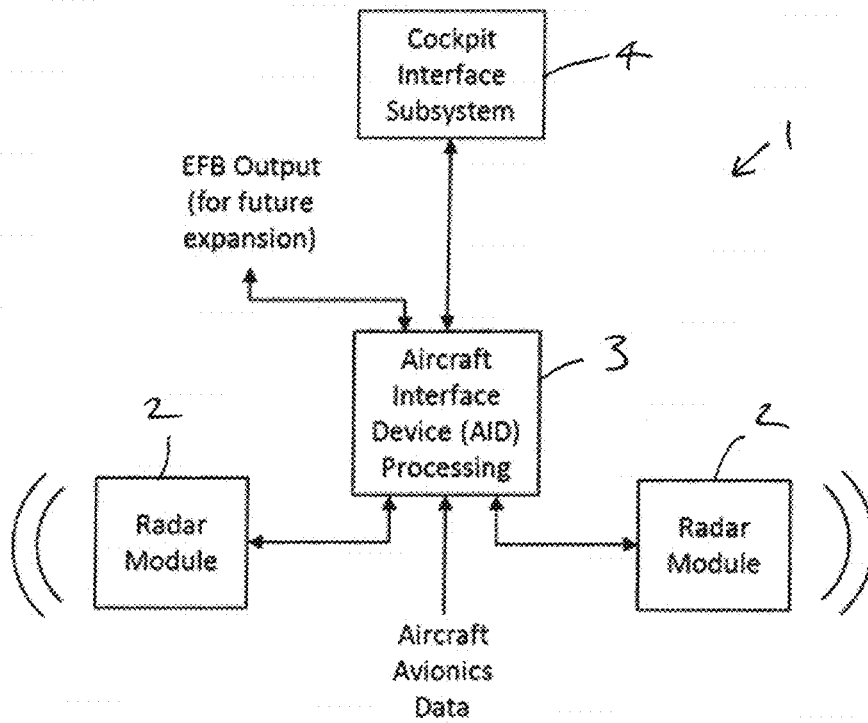 Cockpit
Interface
Subsystem
4
1
EFB Output
(for future
expansion)
Aircraft
Interface
Device (AID)
Processing
3
2
Radar
Module
2
Radar
Module
Aircraft
Avionics
Data